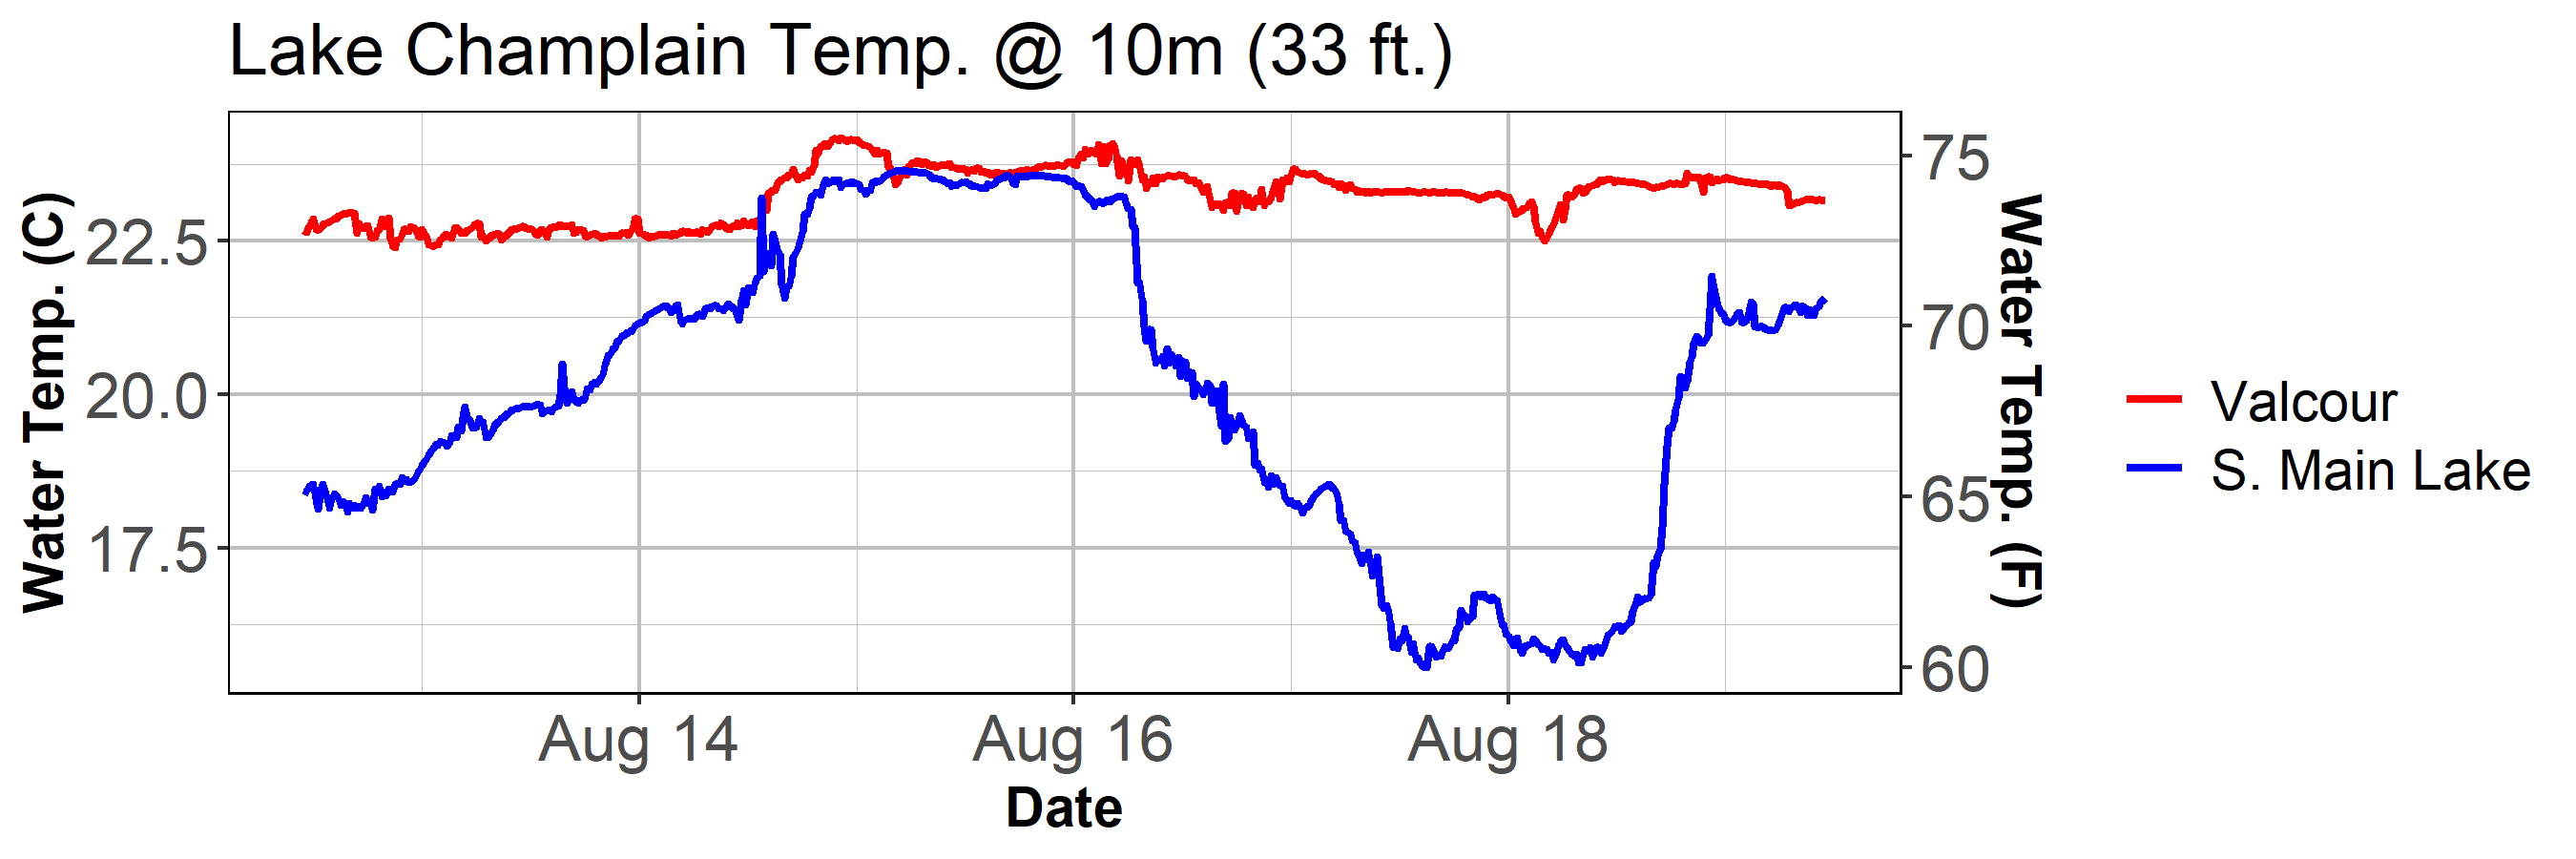 Lake Champlain Temp. @ 10m (33 ft.)
Water Temp. (C)
22.5
20.0
17.5
75
70
65
60
Water Temp. (F)
Aug 14
Aug 16
Aug 18
Date
Valcour
S. Main Lake